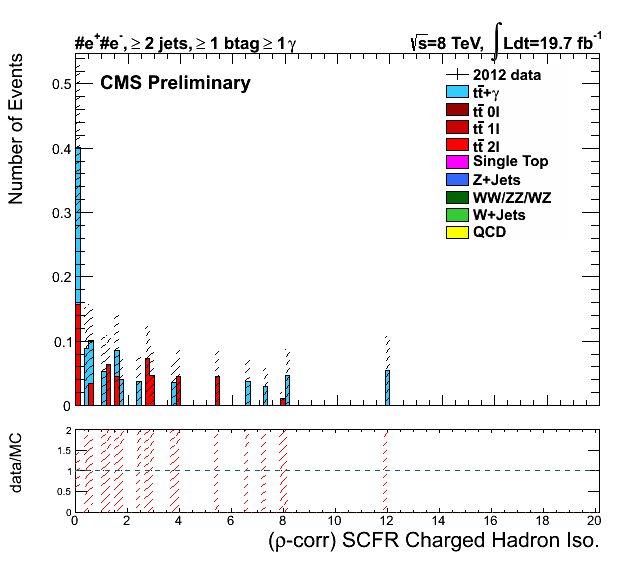 #e⁺#e⁻, ≥ 2 jets, ≥ 1 btag ≥ 1 γ
√s=8 TeV, ∫Ldt=19.7 fb⁻¹
CMS Preliminary
2012 data
tt̄+γ
tt̄ 0l
tt̄ 1l
tt̄ 2l
Single Top
Z+Jets
WW/ZZ/WZ
W+Jets
QCD
Number of Events
0.5
0.4
0.3
0.2
0.1
0
data/MC
2
1.5
1
0.5
0
0 2 4 6 8 10 12 14 16 18 20
(ρ-corr) SCFR Charged Hadron Iso.